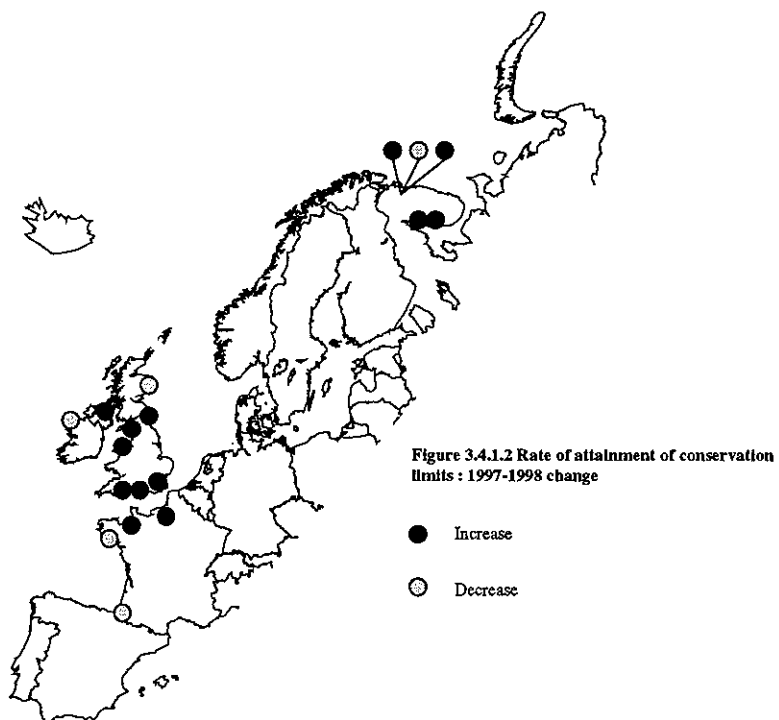 Figure 3.4.1.2 Rate of attainment of conservation
limits : 1997-1998 change
Increase
Decrease